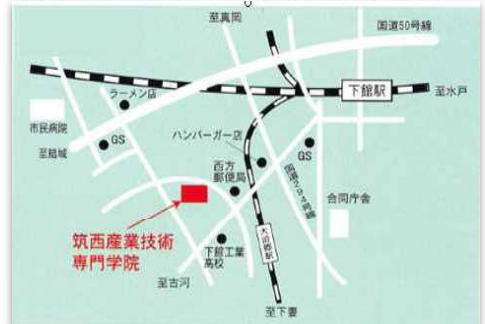 至真岡
国道50号線
ラーメン店
下館駅
至水戸
市民病院
GS
ハンバーガー店
至結城
GS
西方
郵便局
国道294号線
合同庁舎
筑西産業技術
専門学院
下館工業
高校
大田郷駅
至古河
至下妻